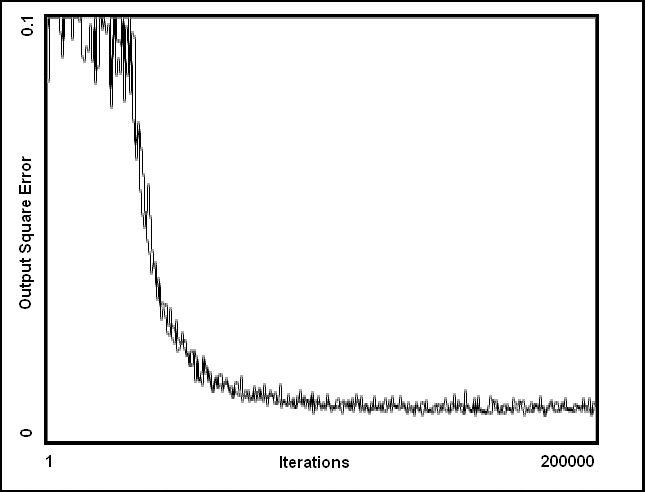 0.1
Output Square Error
0
1
Iterations
200000